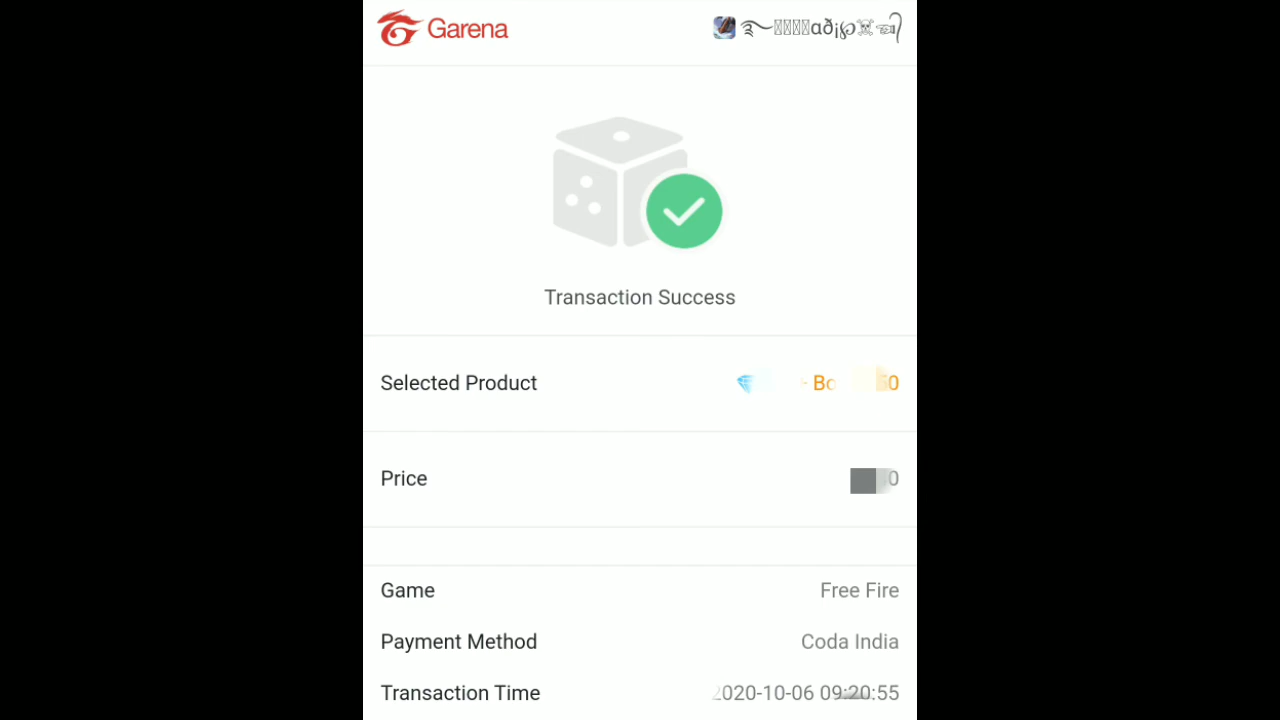 Garena
Transaction Success
Selected Product
Price
Game Free Fire
Payment Method Coda India
Transaction Time 2020-10-06 09:20:55